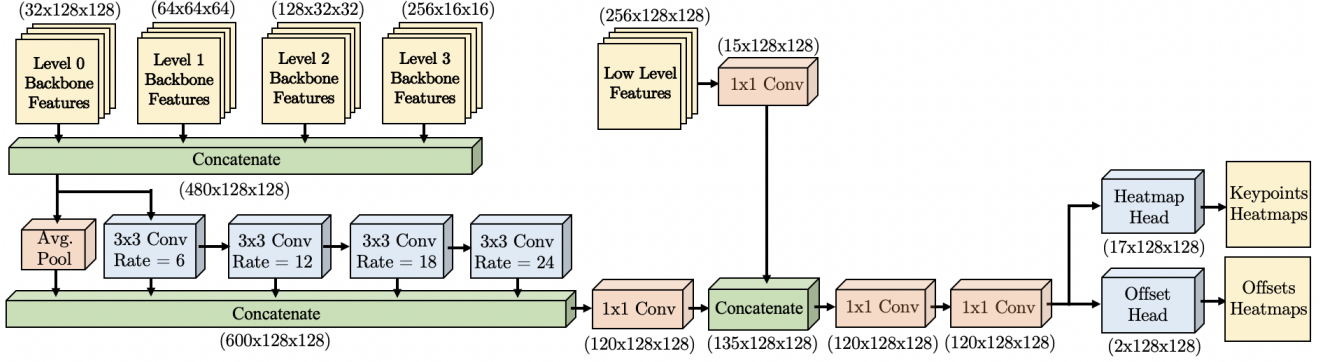 (32x128x128)
(64x64x64)
(128x32x32)
(256x16x16)
Level 0
Backbone
Features
Level 1
Backbone
Features
Level 2
Backbone
Features
Level 3
Backbone
Features
Concatenate
(480x128x128)
(256x128x128)
Low Level
Features
(15x128x128)
1x1 Conv
Avg.
Pool
3x3 Conv
Rate = 6
3x3 Conv
Rate = 12
3x3 Conv
Rate = 18
3x3 Conv
Rate = 24
Concatenate
(600x128x128)
1x1 Conv
(120x128x128)
Concatenate
(135x128x128)
1x1 Conv
(120x128x128)
1x1 Conv
(120x128x128)
Heatmap
Head
(17x128x128)
Keypoints
Heatmaps
Offset
Head
(2x128x128)
Offsets
Heatmaps